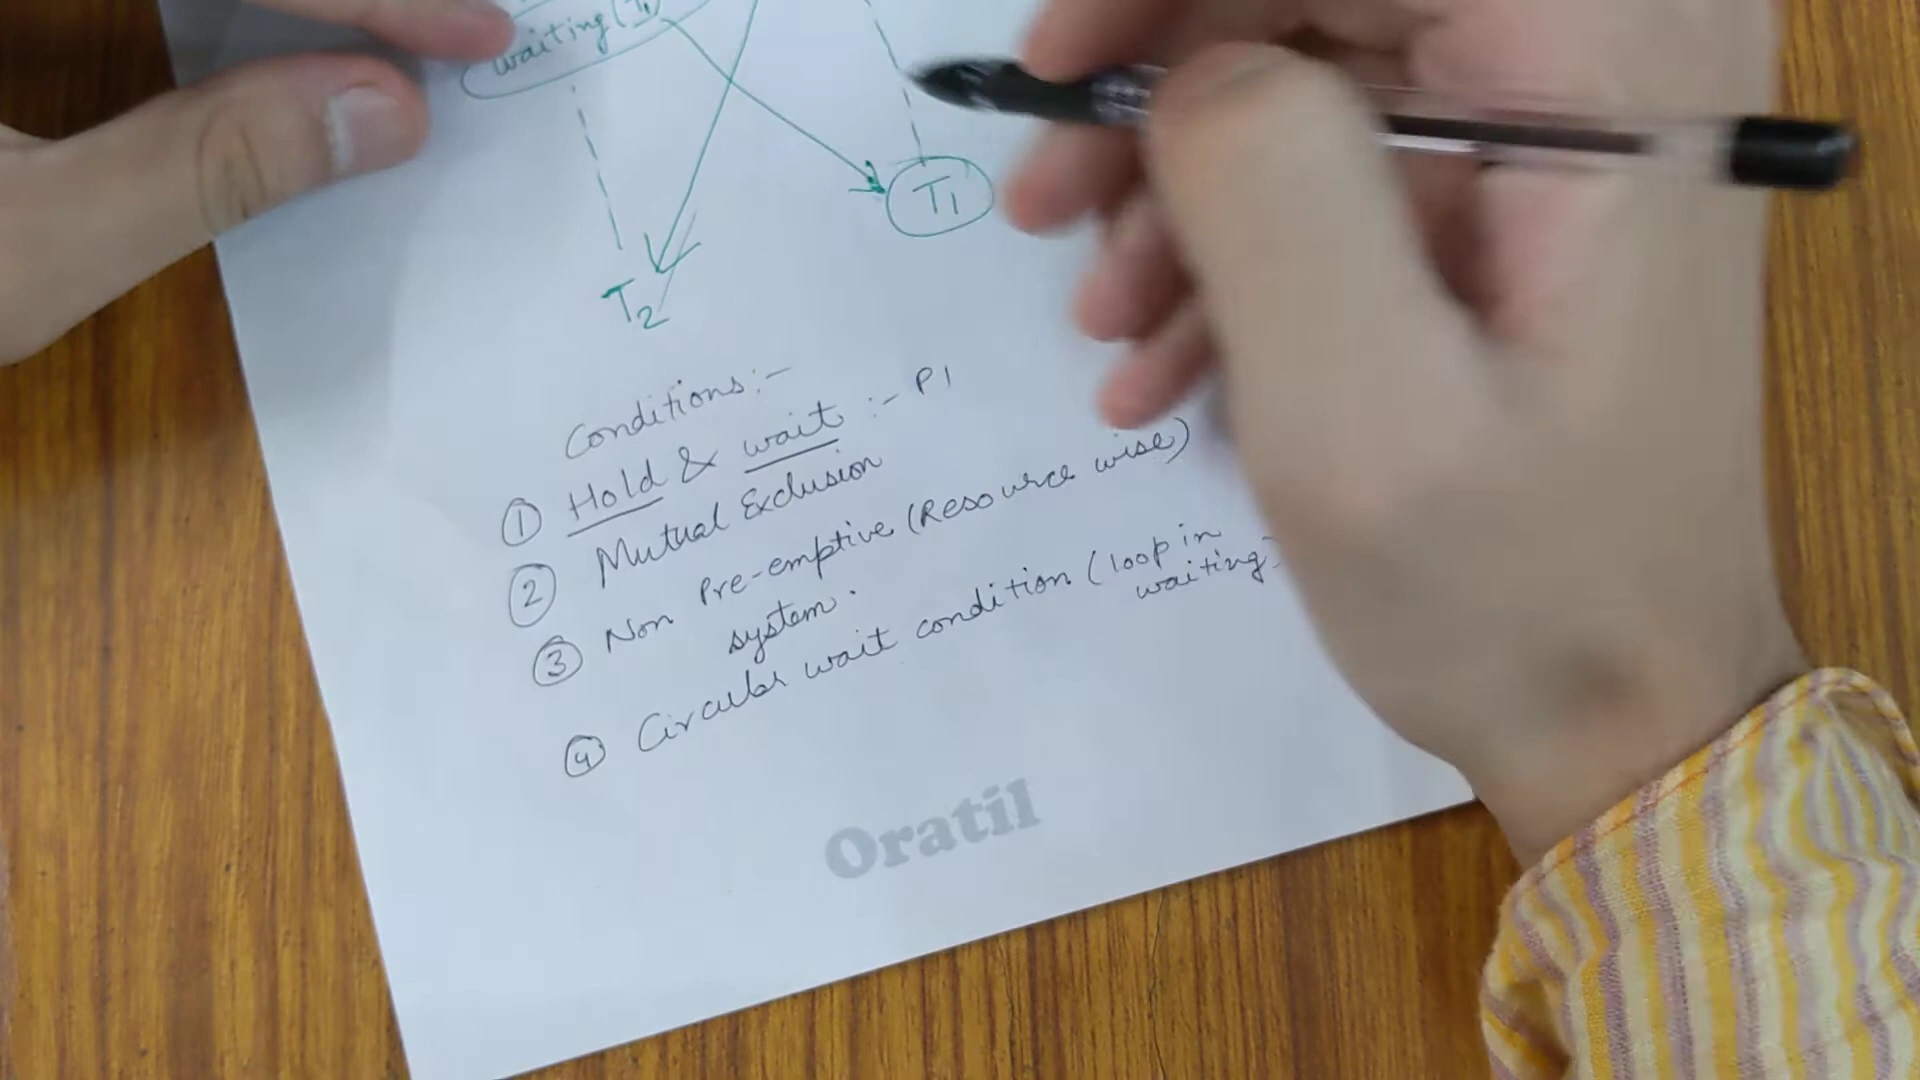 waiting (T1)
T1
T2
Conditions:-
① Hold & wait :- P1
② Mutual Exclusion
③ Non Pre-emptive (Resource wise)
system.
④ Circular wait condition (loop in
waiting
Oratil